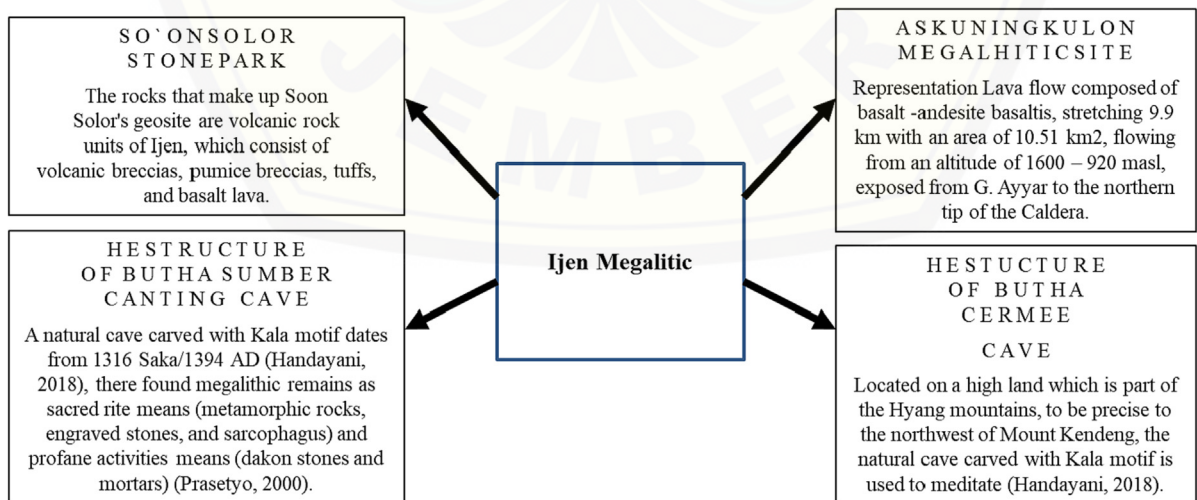 SO`ONSOLOR
STONEPARK
The rocks that make up Soon
Solor's geosite are volcanic rock
units of Ijen, which consist of
volcanic breccias, pumice breccias, tuffs,
and basalt lava.
HESTRUCTURE
OF BUTHA SUMBER
CANTING CAVE
A natural cave carved with Kala motif dates
from 1316 Saka/1394 AD (Handayani,
2018), there found megalithic remains as
sacred rite means (metamorphic rocks,
engraved stones, and sarcophagus) and
profane activities means (dakon stones and
mortars) (Prasetyo, 2000).
Ijen Megalitic
ASKUNINGKULON
MEGALHITICSITE
Representation Lava flow composed of
basalt -andesite basaltis, stretching 9.9
km with an area of 10.51 km2, flowing
from an altitude of 1600 – 920 masl,
exposed from G. Ayyar to the northern
tip of the Caldera.
HESTUCTURE
OF BUTHA
CERMEE
CAVE
Located on a high land which is part of
the Hyang mountains, to be precise to
the northwest of Mount Kendeng, the
natural cave carved with Kala motif is
used to meditate (Handayani, 2018).
JEMBER